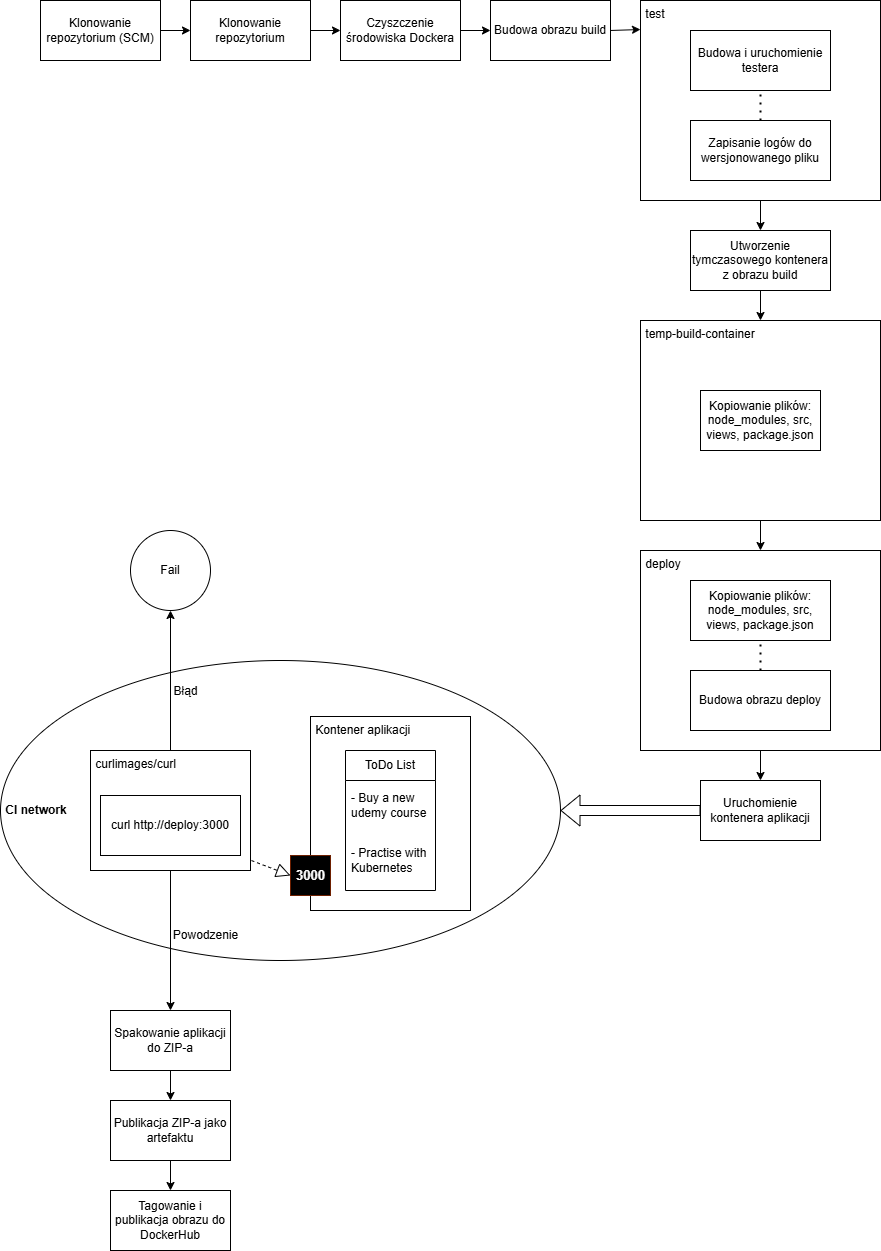 Klonowanie
repozytorium (SCM)
Klonowanie
repozytorium
Czyszczenie
środowiska Dockera
Budowa obrazu build
test
Budowa i uruchomienie
testera
Zapisanie logów do
wersjonowanego pliku
Utworzenie
tymczasowego kontenera
z obrazu build
temp-build-container
Kopiowanie plików:
node_modules, src,
views, package.json
deploy
Kopiowanie plików:
node_modules, src,
views, package.json
Budowa obrazu deploy
Uruchomienie
kontenera aplikacji
CI network
Kontener aplikacji
ToDo List
- Buy a new
udemy course
- Practise with
Kubernetes
3000
curlimages/curl
curl http://deploy:3000
Błąd
Fail
Powodzenie
Spakowanie aplikacji
do ZIP-a
Publikacja ZIP-a jako
artefaktu
Tagowanie i
publikacja obrazu do
DockerHub